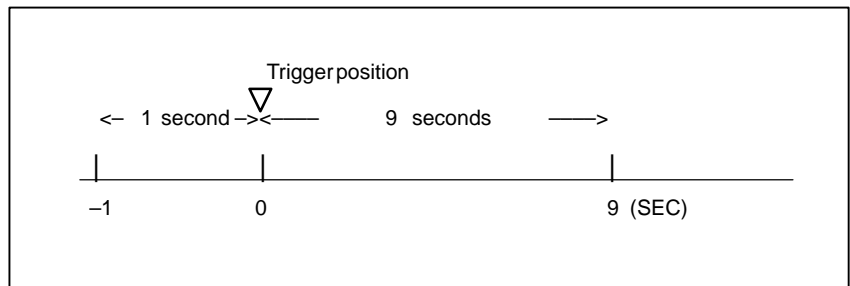 Trigger position
<– 1 second –><–––– 9 seconds ––––>
–1 0 9 (SEC)